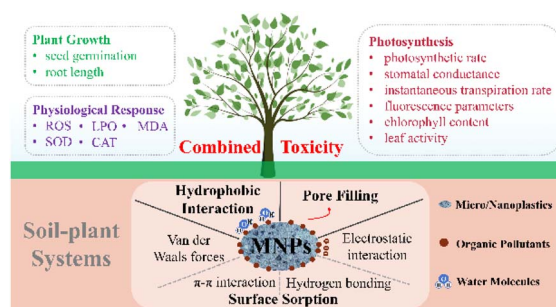 Plant Growth
• seed germination
• root length
Physiological Response
• ROS • LPO • MDA
• SOD • CAT
Photosynthesis
• photosynthetic rate
• stomatal conductance
• instantaneous transpiration rate
• fluorescence parameters
• chlorophyll content
• leaf activity
Combined Toxicity
Soil-plant
Systems
Hydrophobic
Interaction
Pore Filling
Van der
Waals forces
MNPs
Electrostatic
interaction
π-π interaction
Hydrogen bonding
Surface Sorption
Micro/Nanoplastics
Organic Pollutants
Water Molecules